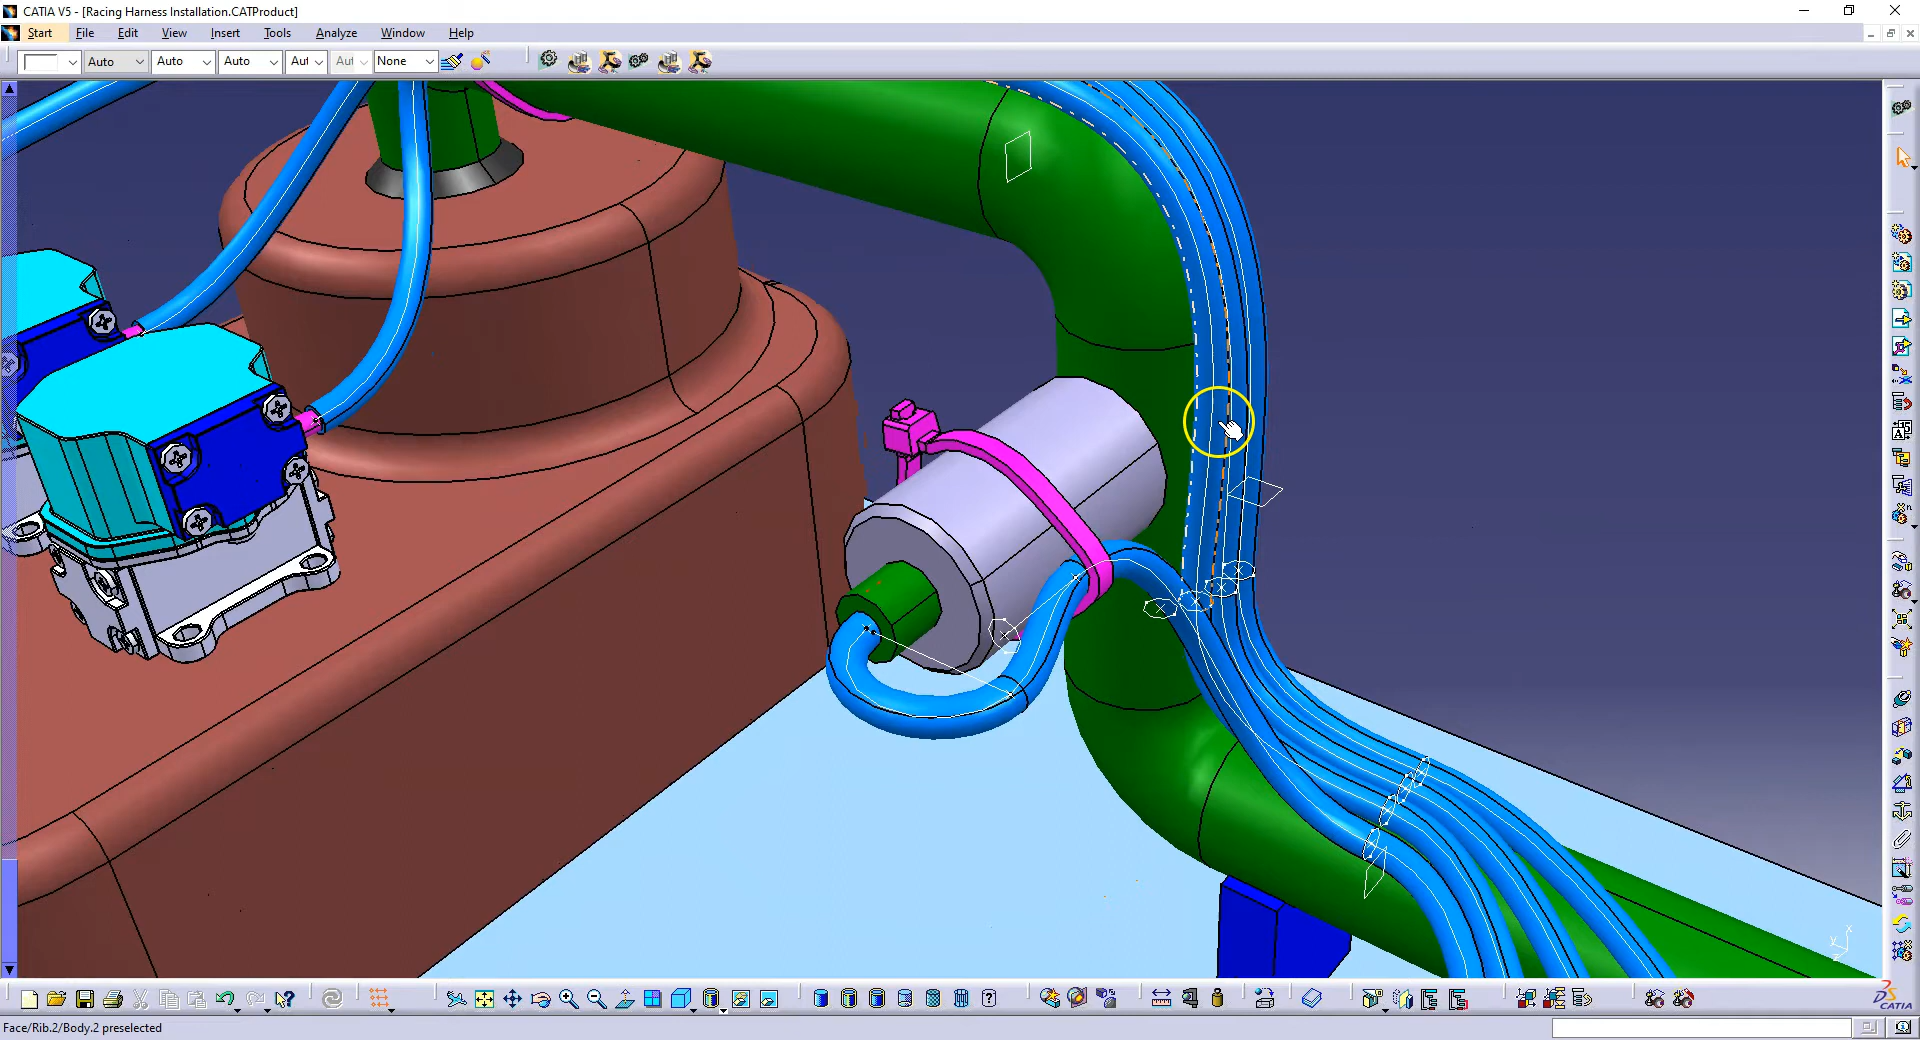 CATIA V5 - [Racing Harness Installation.CATProduct]
Start File Edit View Insert Tools Analyze Window Help
Auto Auto Auto Aut Aut None
Face/Rib.2/Body.2 preselected
CATIA